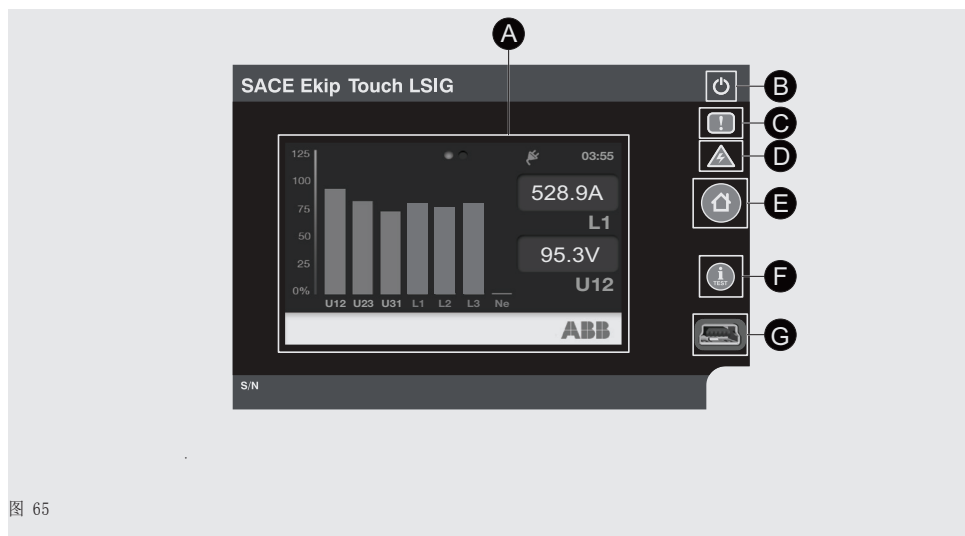 A
SACE Ekip Touch LSIG
B
C
D
125
03:55
100
528.9A
E
75
L1
50
95.3V
25
U12
F
i
TEST
0%
U12 U23 U31 L1 L2 L3 Ne
ABB
G
S/N
图 65